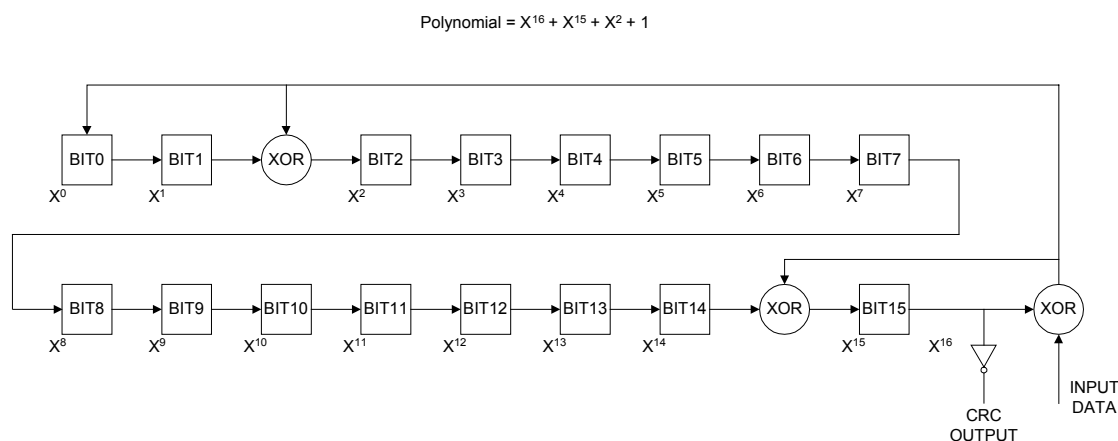 Polynomial = X¹⁶ + X¹⁵ + X² + 1
BIT0 BIT1 XOR BIT2 BIT3 BIT4 BIT5 BIT6 BIT7
X⁰ X¹ X² X³ X⁴ X⁵ X⁶ X⁷
BIT8 BIT9 BIT10 BIT11 BIT12 BIT13 BIT14 XOR BIT15 XOR
X⁸ X⁹ X¹⁰ X¹¹ X¹² X¹³ X¹⁴ X¹⁵ X¹⁶
INPUT
DATA
CRC
OUTPUT